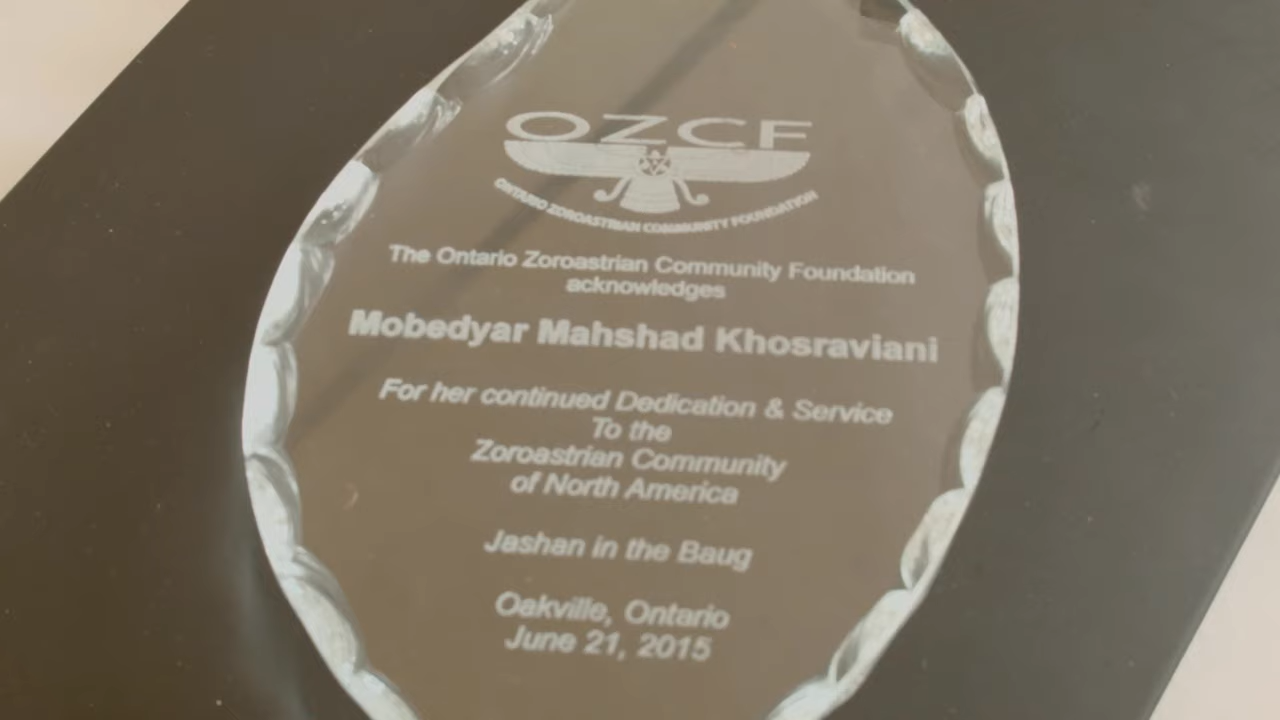 OZCF
ONTARIO ZOROASTRIAN COMMUNITY FOUNDATION
The Ontario Zoroastrian Community Foundation
acknowledges
Mobedyar Mahshad Khosraviani
For her continued Dedication & Service
To the
Zoroastrian Community
of North America
Jashan in the Baug
Oakville, Ontario
June 21, 2015